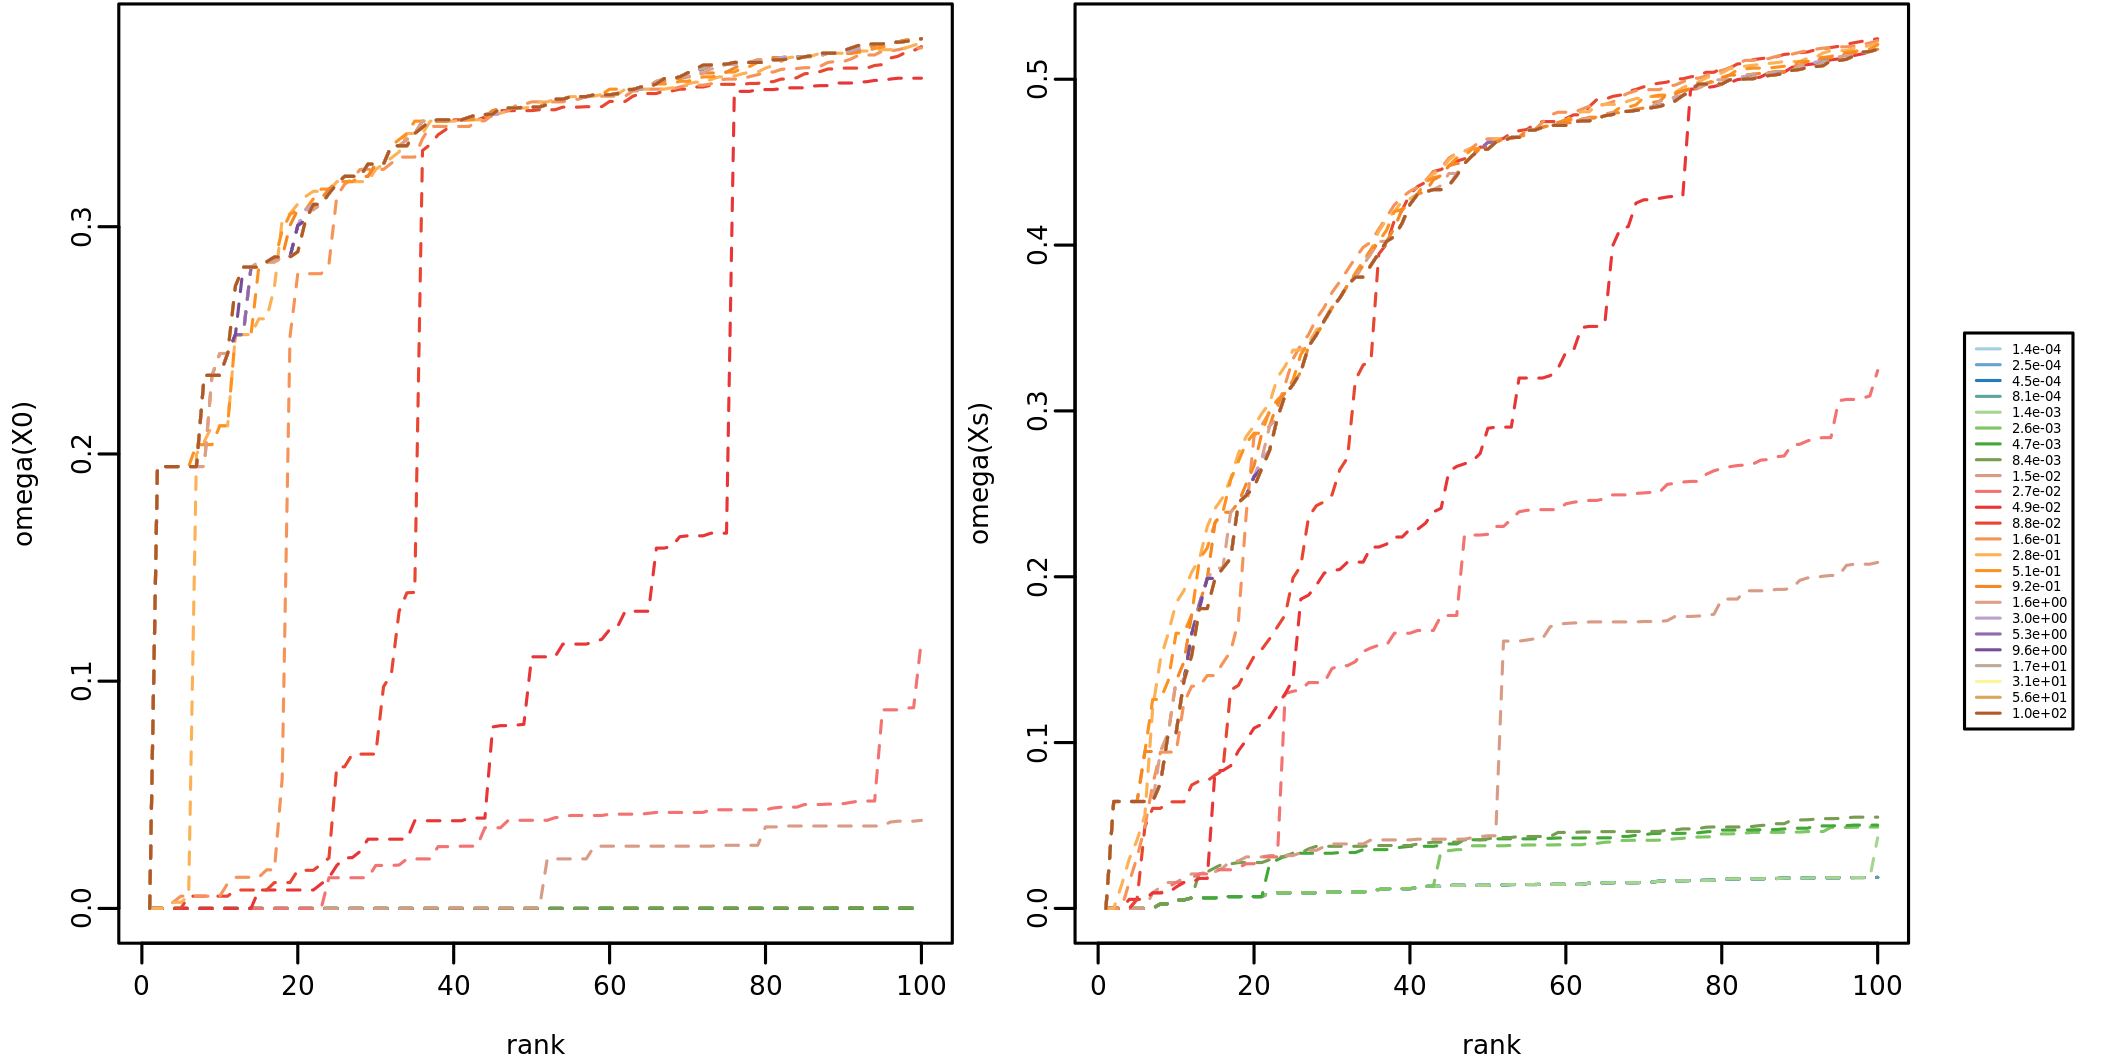 omega(X0)
0.0
0.1
0.2
0.3
0 20 40 60 80 100
rank
omega(Xs)
0.0
0.1
0.2
0.3
0.4
0.5
0 20 40 60 80 100
rank
1.4e-04
2.5e-04
4.5e-04
8.1e-04
1.4e-03
2.6e-03
4.7e-03
8.4e-03
1.5e-02
2.7e-02
4.9e-02
8.8e-02
1.6e-01
2.8e-01
5.1e-01
9.2e-01
1.6e+00
3.0e+00
5.3e+00
9.6e+00
1.7e+01
3.1e+01
5.6e+01
1.0e+02